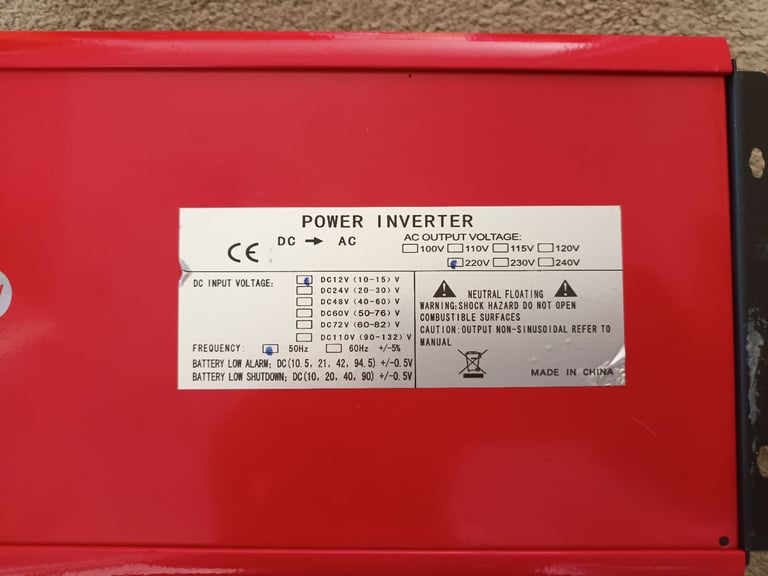 POWER INVERTER
DC → AC
AC OUTPUT VOLTAGE:
100V 110V 115V 120V
220V 230V 240V
CE
DC INPUT VOLTAGE:
DC12V (10-15) V
DC24V (20-30) V
DC48V (40-60) V
DC60V (50-76) V
DC72V (60-82) V
DC110V (90-132) V
FREQUENCY: 50Hz 60Hz +/-5%
BATTERY LOW ALARM; DC(10.5, 21, 42, 94.5) +/-0.5V
BATTERY LOW SHUTDOWN; DC(10, 20, 40, 90) +/-0.5V
NEUTRAL FLOATING
WARNING:SHOCK HAZARD DO NOT OPEN
COMBUSTIBLE SURFACES
CAUTION:OUTPUT NON-SINUSOIDAL REFER TO
MANUAL
MADE IN CHINA